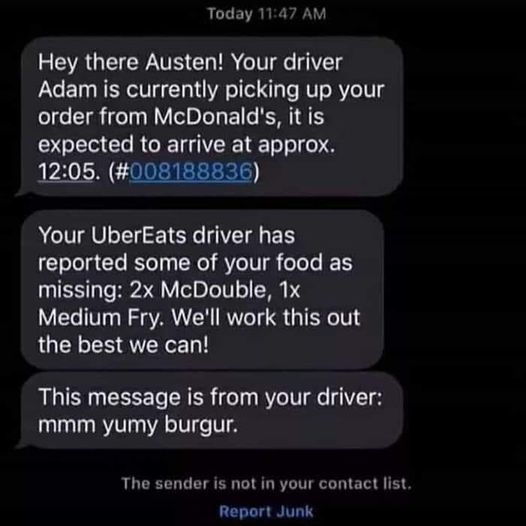 Today 11:47 AM
Hey there Austen! Your driver
Adam is currently picking up your
order from McDonald's, it is
expected to arrive at approx.
12:05. (#008188836)
Your UberEats driver has
reported some of your food as
missing: 2x McDouble, 1x
Medium Fry. We'll work this out
the best we can!
This message is from your driver:
mmm yumy burgur.
The sender is not in your contact list.
Report Junk